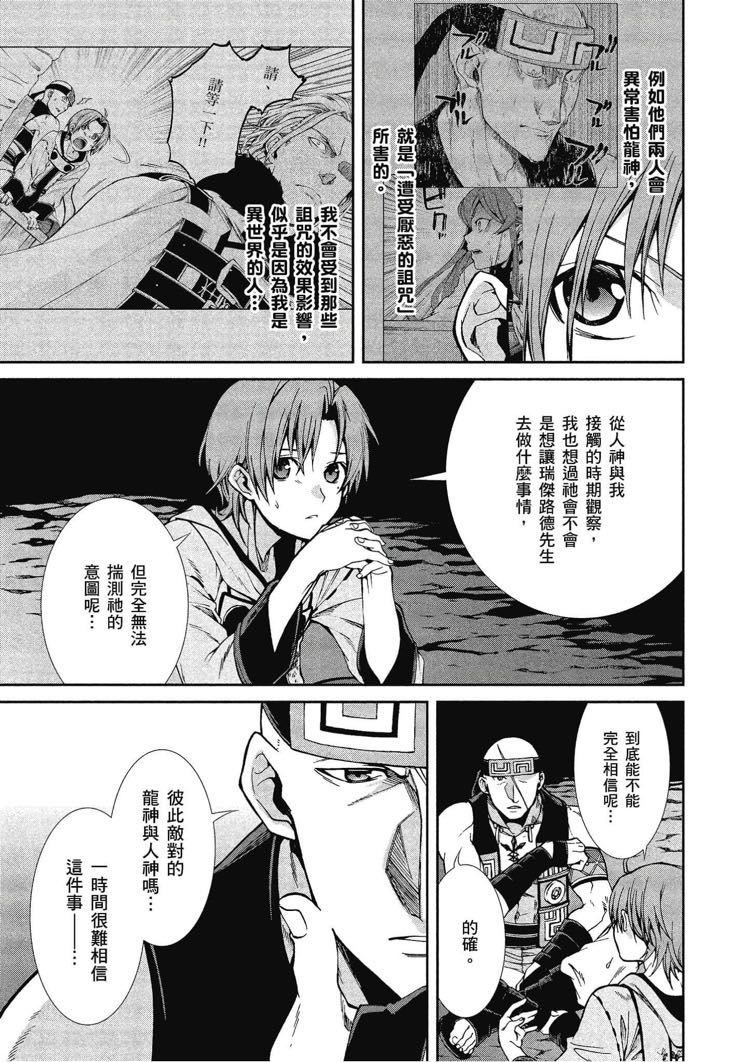 例如他們兩人會
異常害怕龍神，
就是「遭受厭惡的詛咒」
所害的。
請、
請等一下!!
我不會受到那些
詛咒的效果影響，
似乎是因為我是
異世界的人…
從人神與我
接觸的時期觀察，
我也想過祂會不會
是想讓瑞傑路德先生
去做什麼事情，
但完全無法
揣測祂的
意圖呢…
到底能不能
完全相信呢…
的確。
彼此敵對的
龍神與人神嗎…
一時間很難相信
這件事——…